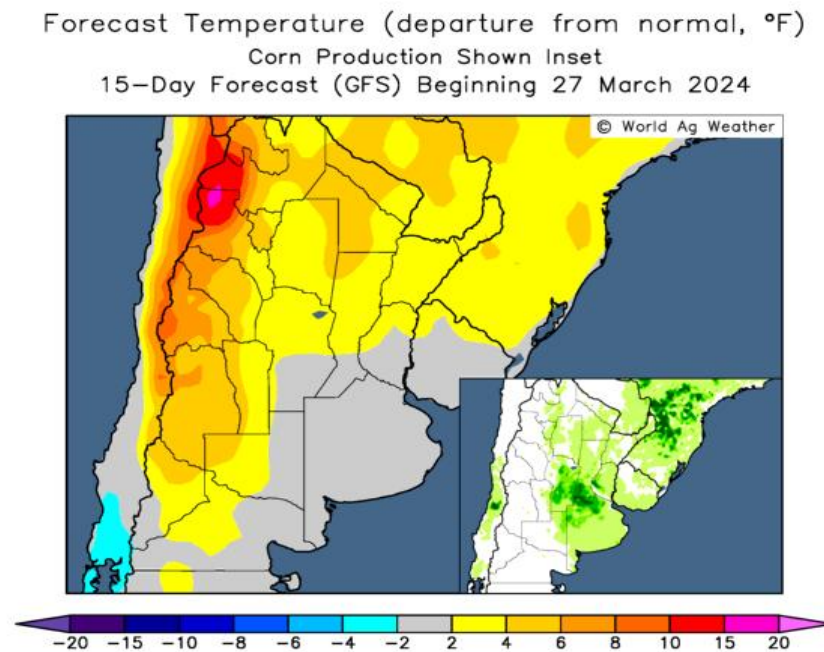 Forecast Temperature (departure from normal, °F)
Corn Production Shown Inset
15-Day Forecast (GFS) Beginning 27 March 2024
© World Ag Weather
-20 -15 -10 -8 -6 -4 -2 2 4 6 8 10 15 20